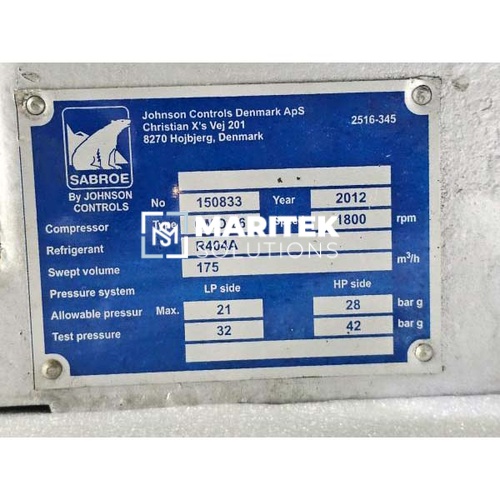 Johnson Controls Denmark ApS
Christian X's Vej 201
8270 Hojbjerg, Denmark
2516-345
SABROE
By JOHNSON
CONTROLS
No 150833 Year 2012
Compressor 1800 rpm
Refrigerant R404A
Swept volume 175 m³/h
Pressure system LP side HP side
Allowable pressur Max. 21 28 bar g
Test pressure 32 42 bar g
MARITEK
SOLUTIONS